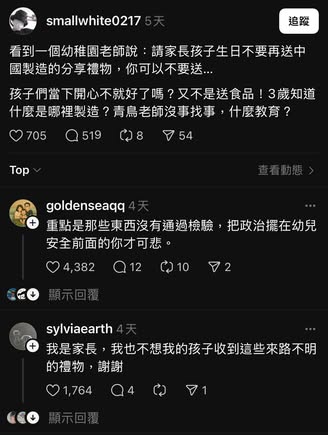 smallwhite0217 5天
追蹤
看到一個幼稚園老師說：請家長孩子生日不要再送中
國製造的分享禮物，你可以不要送...
孩子們當下開心不就好了嗎？又不是送食品！3歲知道
什麼是哪裡製造？青鳥老師沒事找事，什麼教育？
705 519 8 54
Top 查看動態
goldenseaqq 4天
重點是那些東西沒有通過檢驗，把政治擺在幼兒
安全前面的你才可悲。
4,382 12 10 2
顯示回覆
sylviaearth 4天
我是家長，我也不想我的孩子收到這些來路不明
的禮物，謝謝
1,764 4 1
顯示回覆